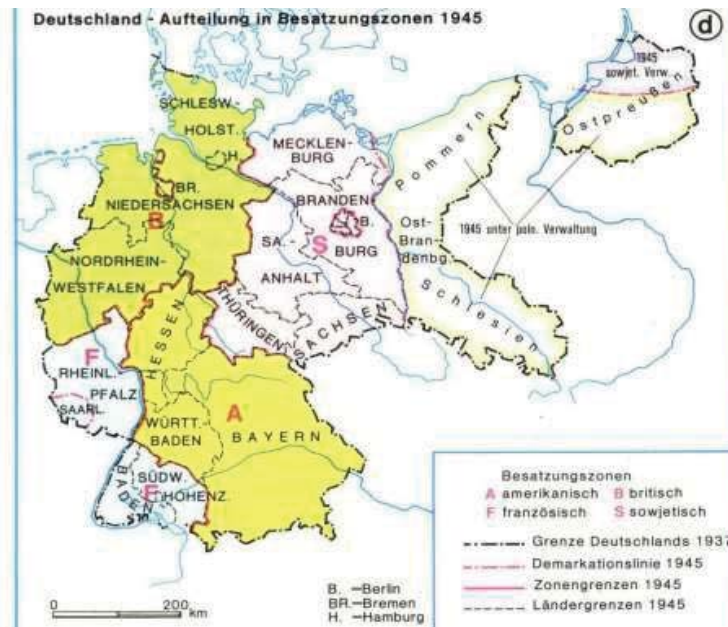 Deutschland - Aufteilung in Besatzungszonen 1945
d
1945
sowjet. Verw.
Ostpreußen
SCHLESW.-
HOLST.
H.
MECKLEN-
BURG
Pommern
BR.
NIEDERSACHSEN
B
BRANDEN-
B.
BURG
SA.-
S
ANHALT
Ost-
Bran-
denbg.
1945 unter poln. Verwaltung
NORDRHEIN-
WESTFALEN
Schlesien
THÜRINGEN
SACHSEN
HESSEN
F
RHEINL.
PFALZ
SAARL.
A
WÜRTT.
BADEN
BAYERN
SÜDW.
HOHENZ.
F
BADEN
Besatzungszonen
A amerikanisch B britisch
F französisch S sowjetisch
Grenze Deutschlands 1937
Demarkationslinie 1945
Zonengrenzen 1945
Ländergrenzen 1945
B. –Berlin
BR.–Bremen
H. –Hamburg
0 200
km